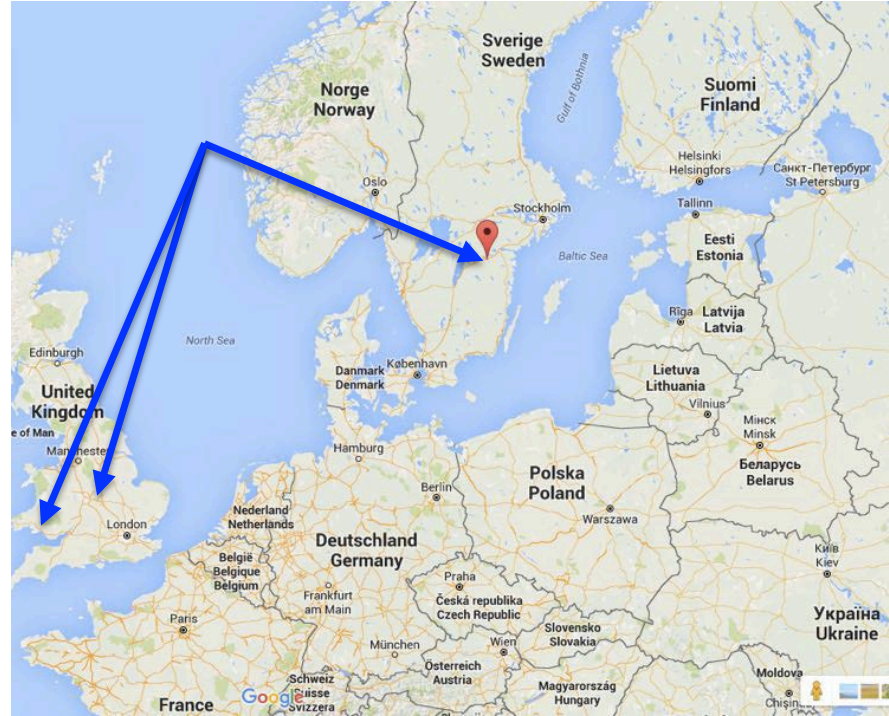 Sverige
Sweden
Norge
Norway
Suomi
Finland
Gulf of Bothnia
Helsinki
Helsingfors
Санкт-Петербург
St Petersburg
Oslo
Stockholm
Tallinn
Eesti
Estonia
Baltic Sea
North Sea
Rīga
Latvija
Latvia
Edinburgh
Danmark
Denmark
København
Lietuva
Lithuania
Vilnius
United
Kingdom
e of Man
Manchester
Мінск
Minsk
Беларусь
Belarus
Hamburg
Berlin
Polska
Poland
Warszawa
Nederland
Netherlands
London
Deutschland
Germany
België
Belgique
Belgium
Київ
Kiev
Praha
Česká republika
Czech Republic
Frankfurt
am Main
Paris
Україна
Ukraine
Slovensko
Slovakia
München
Wien
Österreich
Austria
Moldova
Schweiz
Suisse
Svizzera
Magyarország
Hungary
Google
France
Chișin